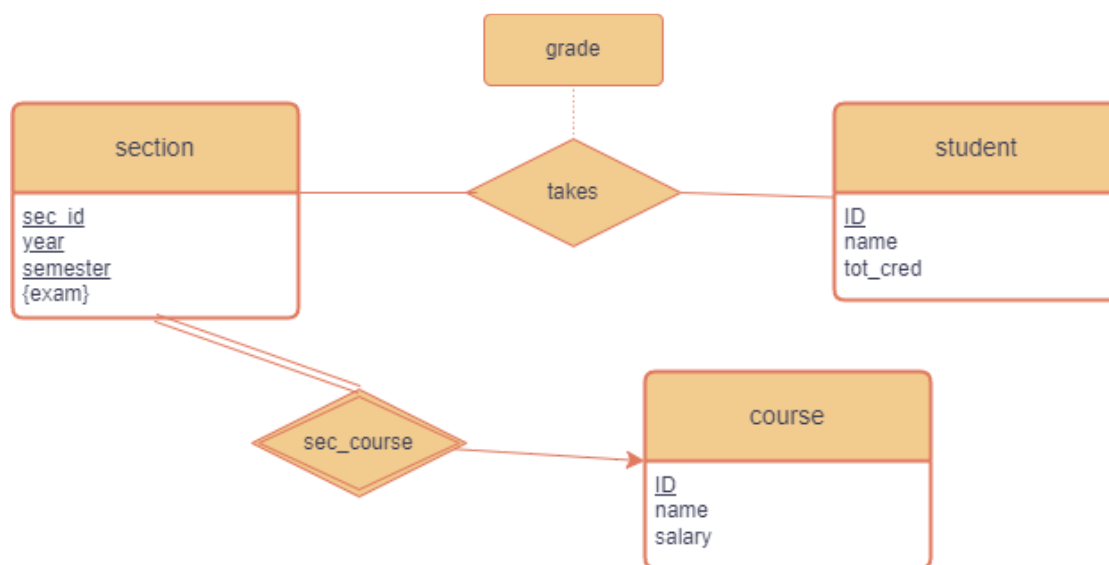 grade
section
takes
student
sec_id
year
semester
{exam}
ID
name
tot_cred
sec_course
course
ID
name
salary